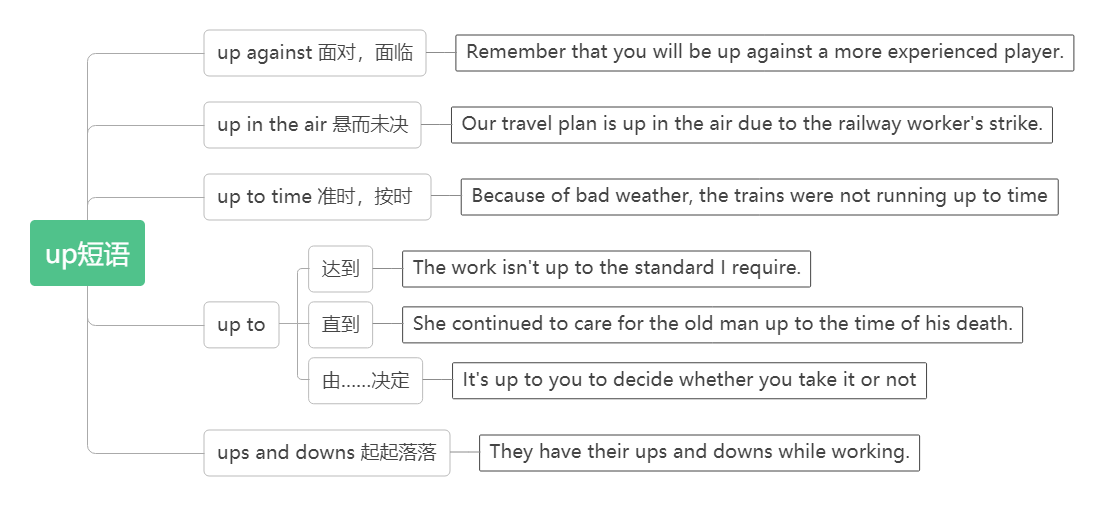 up against 面对，面临
Remember that you will be up against a more experienced player.
up in the air 悬而未决
Our travel plan is up in the air due to the railway worker's strike.
up to time 准时，按时
Because of bad weather, the trains were not running up to time
up短语
达到
The work isn't up to the standard I require.
up to
直到
She continued to care for the old man up to the time of his death.
由......决定
It's up to you to decide whether you take it or not
ups and downs 起起落落
They have their ups and downs while working.